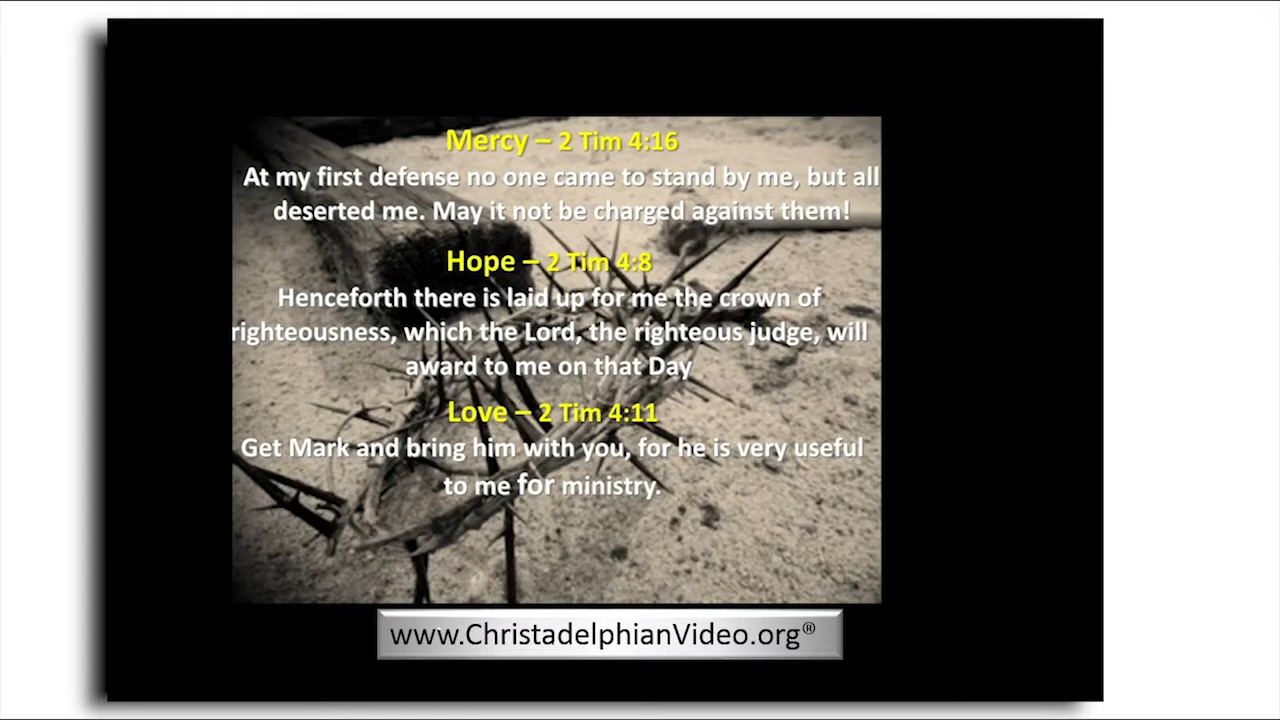 Mercy – 2 Tim 4:16
At my first defense no one came to stand by me, but all
deserted me. May it not be charged against them!
Hope – 2 Tim 4:8
Henceforth there is laid up for me the crown of
righteousness, which the Lord, the righteous judge, will
award to me on that Day
Love – 2 Tim 4:11
Get Mark and bring him with you, for he is very useful
to me for ministry.
www.ChristadelphianVideo.org®